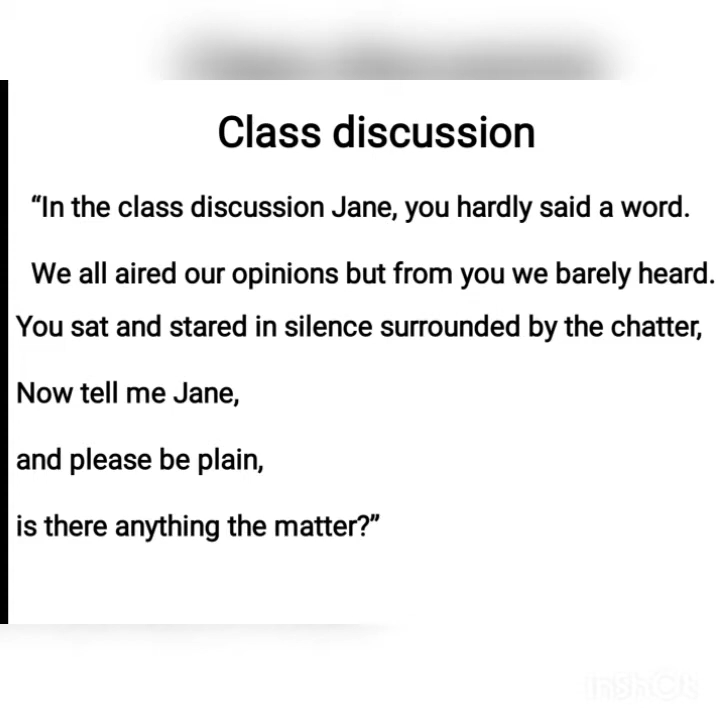 Class discussion
“In the class discussion Jane, you hardly said a word.
We all aired our opinions but from you we barely heard.
You sat and stared in silence surrounded by the chatter,
Now tell me Jane,
and please be plain,
is there anything the matter?”
InshOt